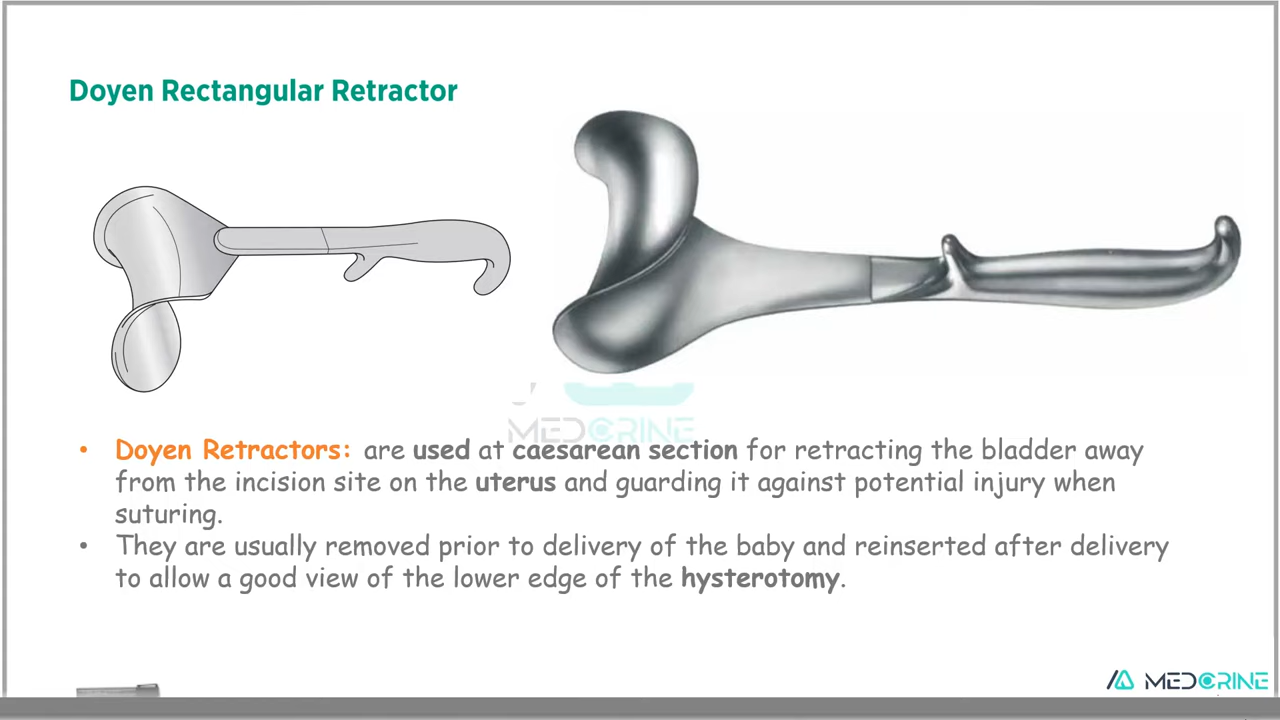 Doyen Rectangular Retractor
MEDCRINE
• Doyen Retractors: are used at caesarean section for retracting the bladder away
from the incision site on the uterus and guarding it against potential injury when
suturing.
• They are usually removed prior to delivery of the baby and reinserted after delivery
to allow a good view of the lower edge of the hysterotomy.
MEDCRINE